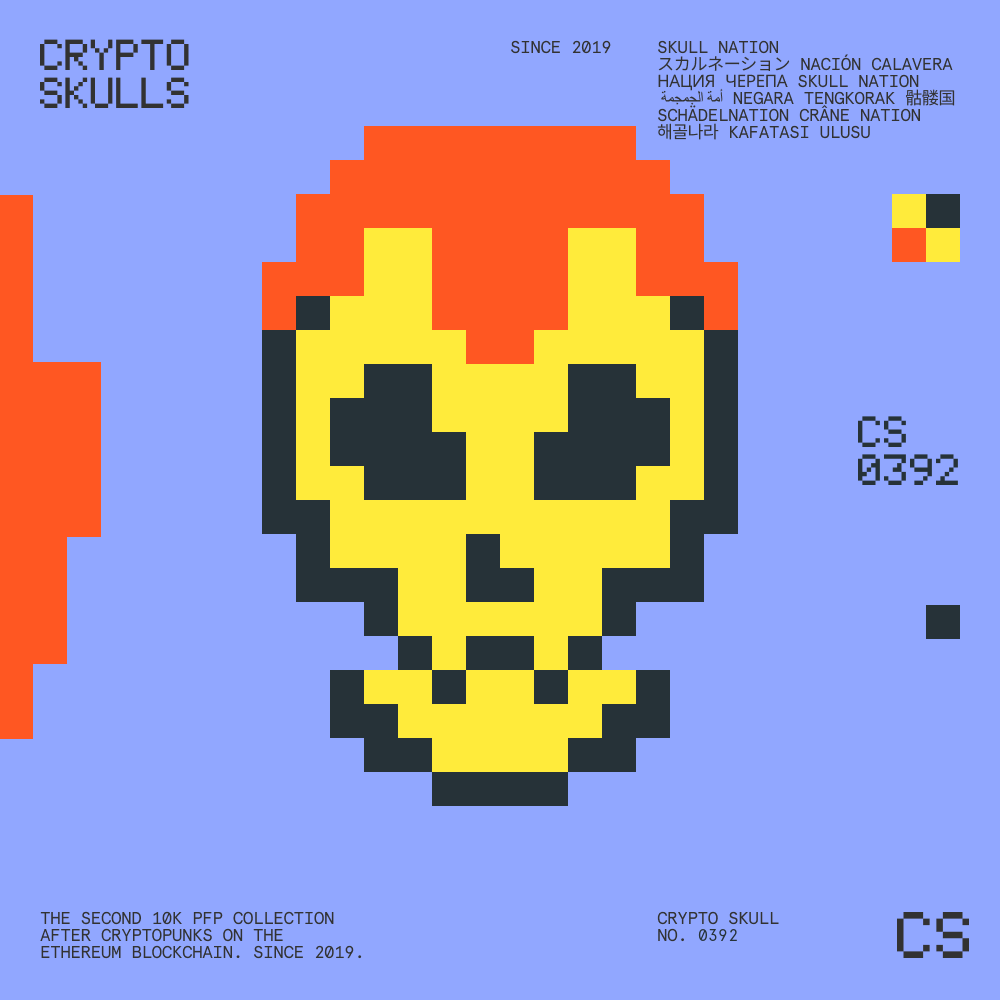 CRYPTO
SKULLS
SINCE 2019
SKULL NATION
スカルネーション NACIÓN CALAVERA
НАЦИЯ ЧЕРЕПА SKULL NATION
أمة الجمجمة NEGARA TENGKORAK 骷髅国
SCHÄDELNATION CRÂNE NATION
해골나라 KAFATASI ULUSU
CS
0392
THE SECOND 10K PFP COLLECTION
AFTER CRYPTOPUNKS ON THE
ETHEREUM BLOCKCHAIN. SINCE 2019.
CRYPTO SKULL
NO. 0392
CS